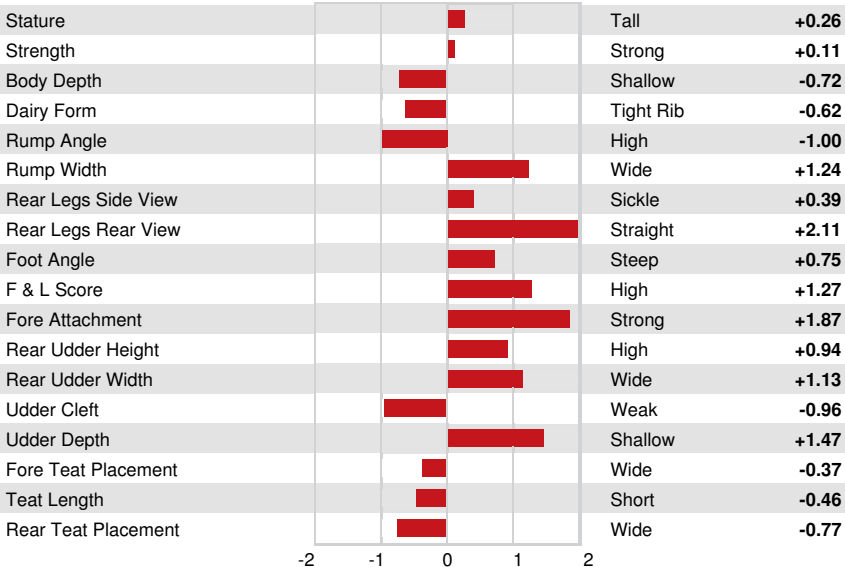 Stature Tall +0.26
Strength Strong +0.11
Body Depth Shallow -0.72
Dairy Form Tight Rib -0.62
Rump Angle High -1.00
Rump Width Wide +1.24
Rear Legs Side View Sickle +0.39
Rear Legs Rear View Straight +2.11
Foot Angle Steep +0.75
F & L Score High +1.27
Fore Attachment Strong +1.87
Rear Udder Height High +0.94
Rear Udder Width Wide +1.13
Udder Cleft Weak -0.96
Udder Depth Shallow +1.47
Fore Teat Placement Wide -0.37
Teat Length Short -0.46
Rear Teat Placement Wide -0.77
-2 -1 0 1 2